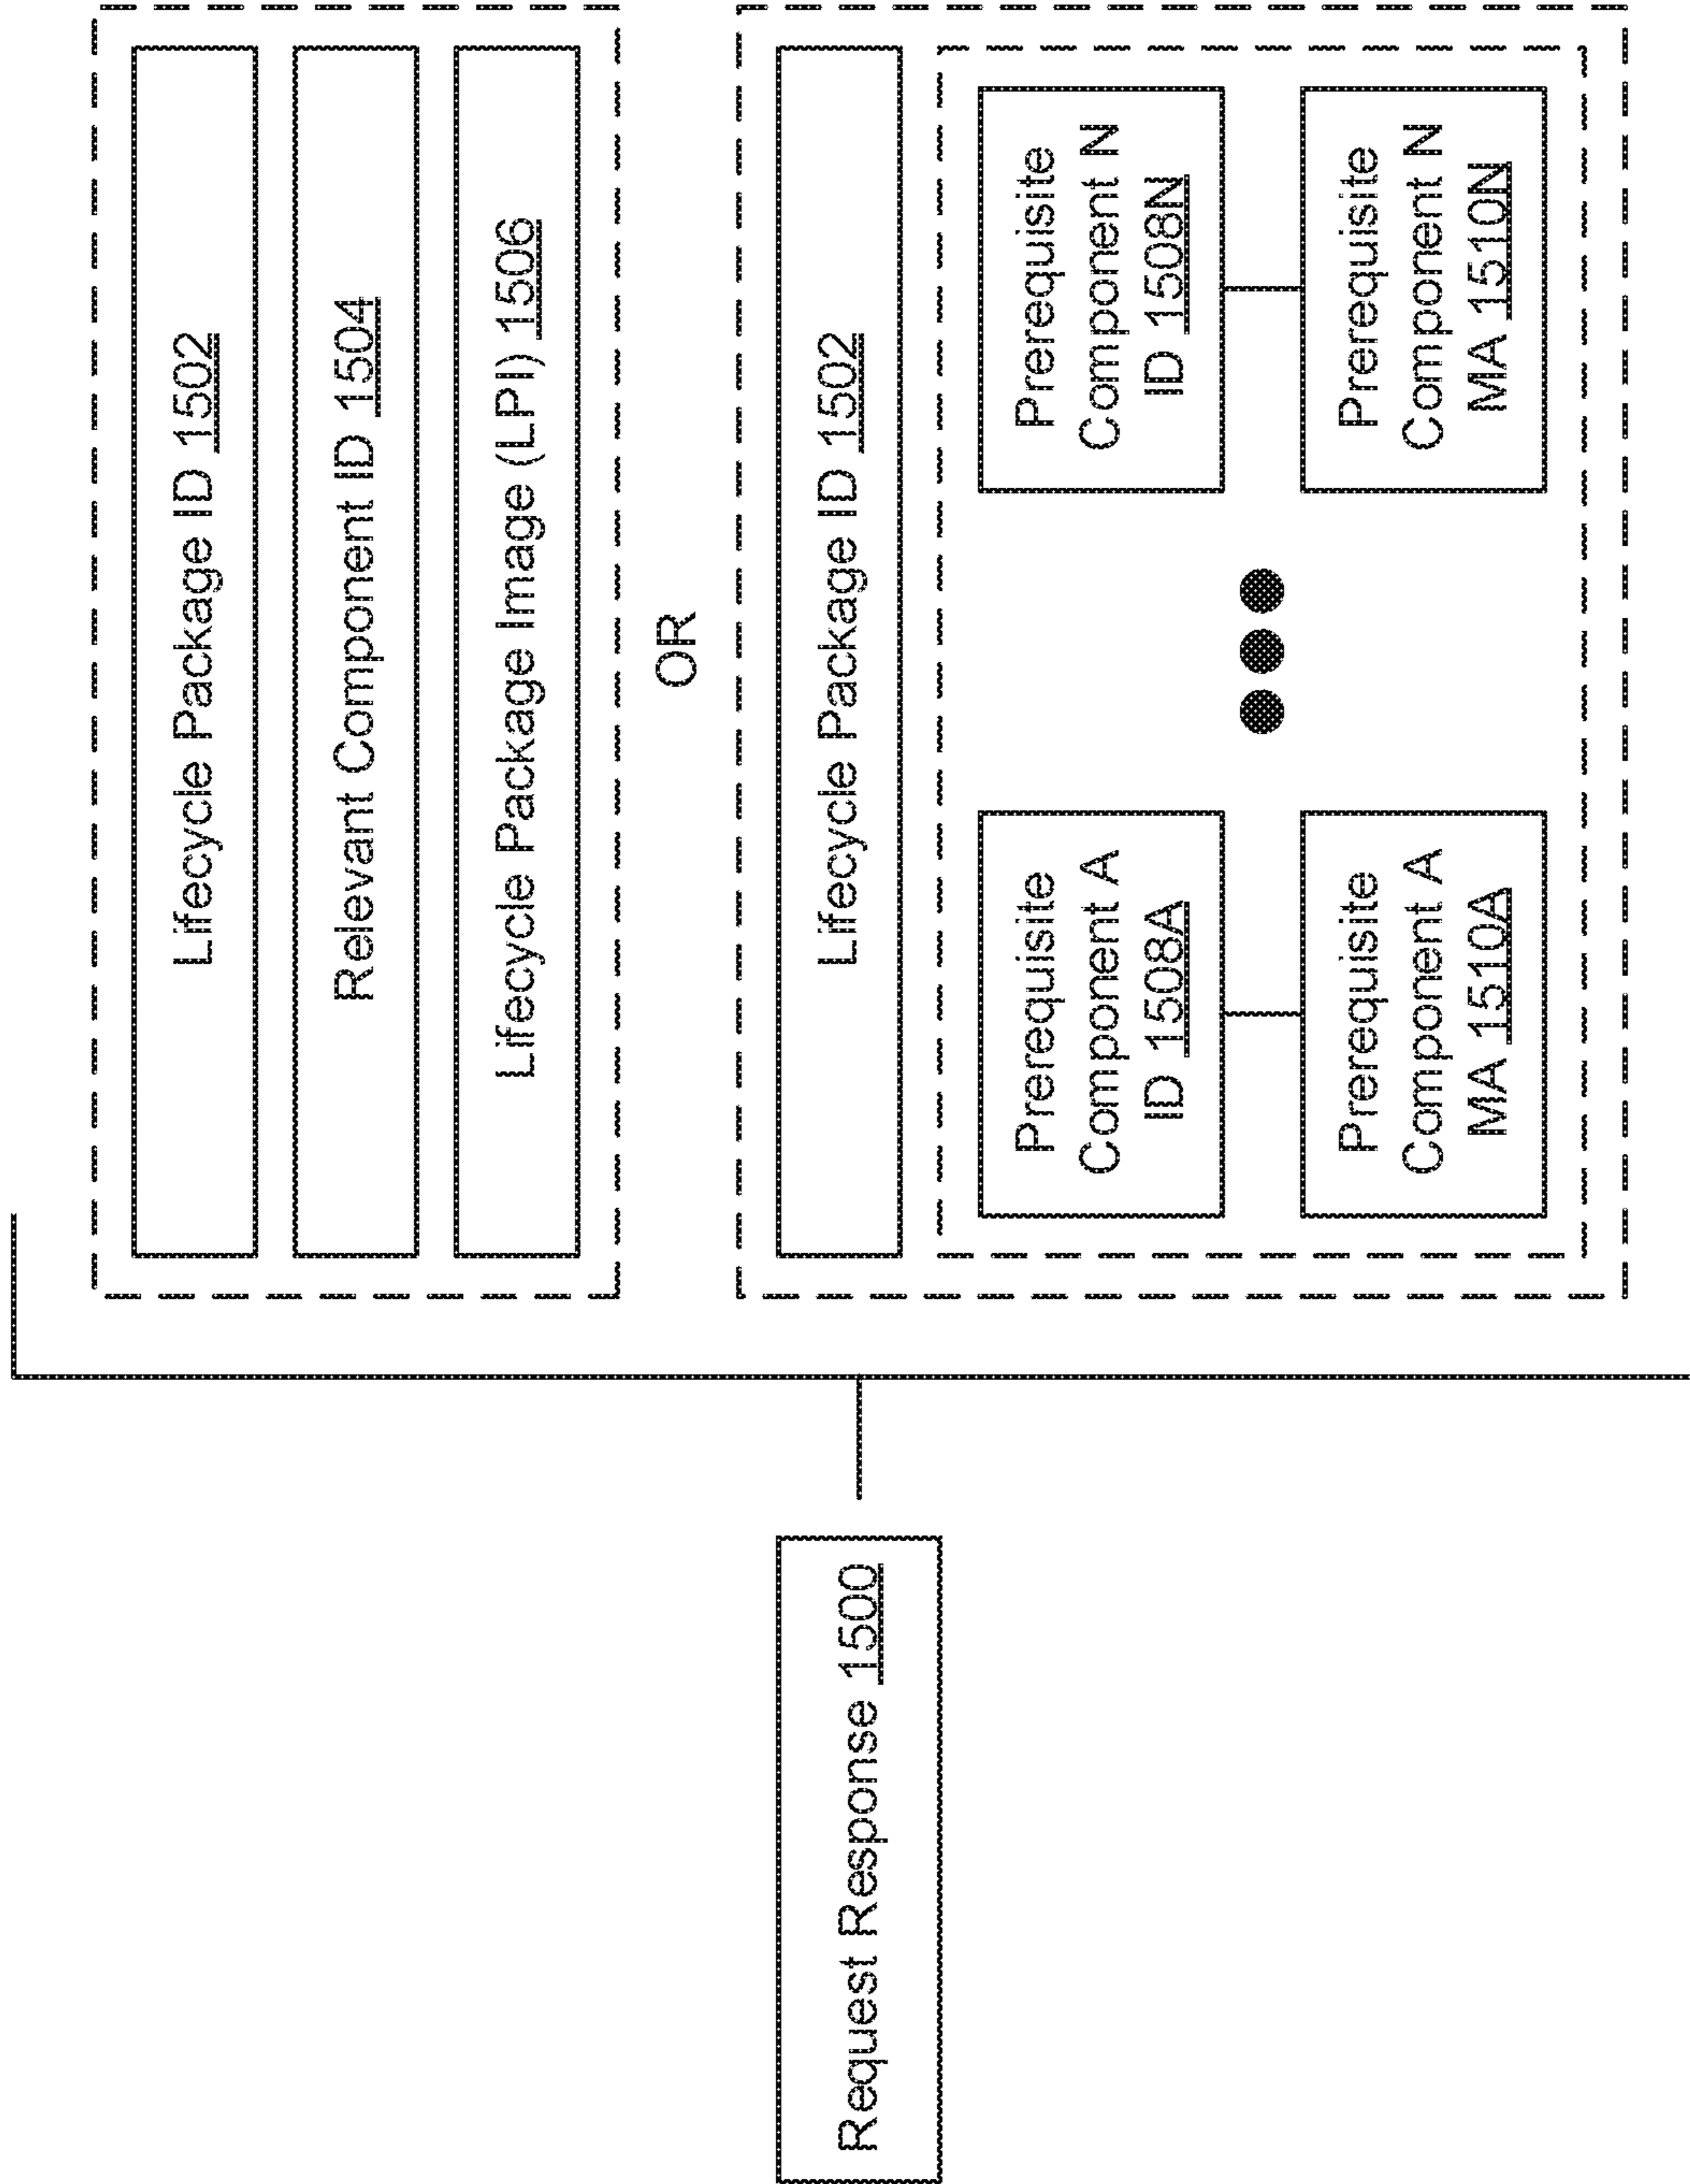 Request Response 1500
Lifecycle Package ID 1502
Relevant Component ID 1504
Lifecycle Package Image (LPI) 1506
OR
Lifecycle Package ID 1502
Prerequisite
Component A
ID 1508A
Prerequisite
Component A
MA 1510A
Prerequisite
Component N
ID 1508N
Prerequisite
Component N
MA 1510N